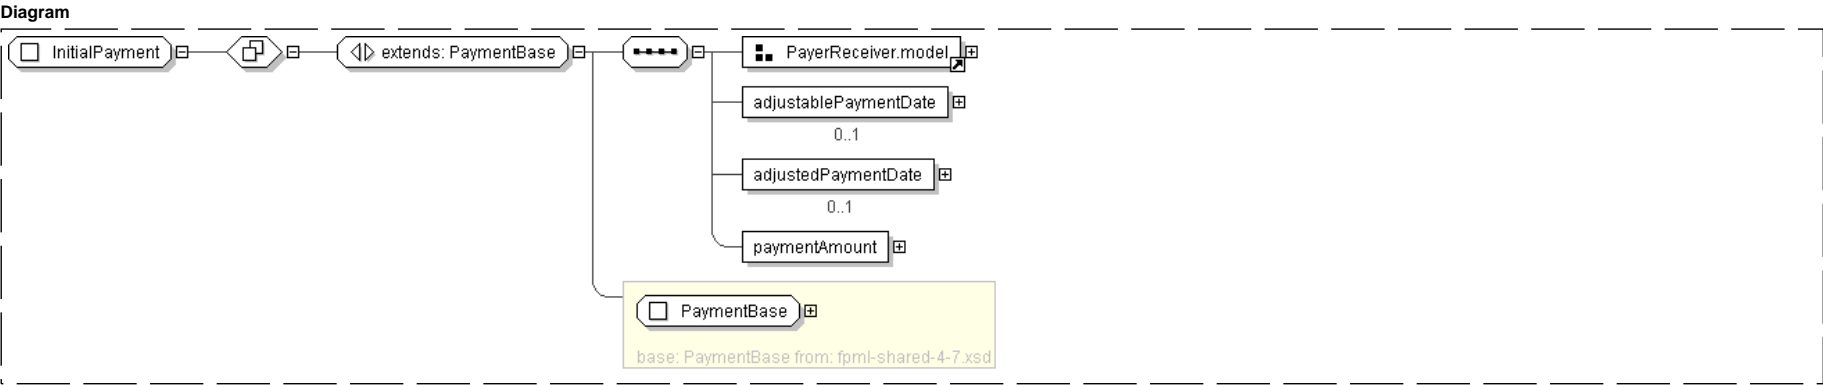 Diagram
InitialPayment
extends: PaymentBase
PayerReceiver.model
adjustablePaymentDate
0..1
adjustedPaymentDate
0..1
paymentAmount
PaymentBase
base: PaymentBase from: fpml-shared-4-7.xsd